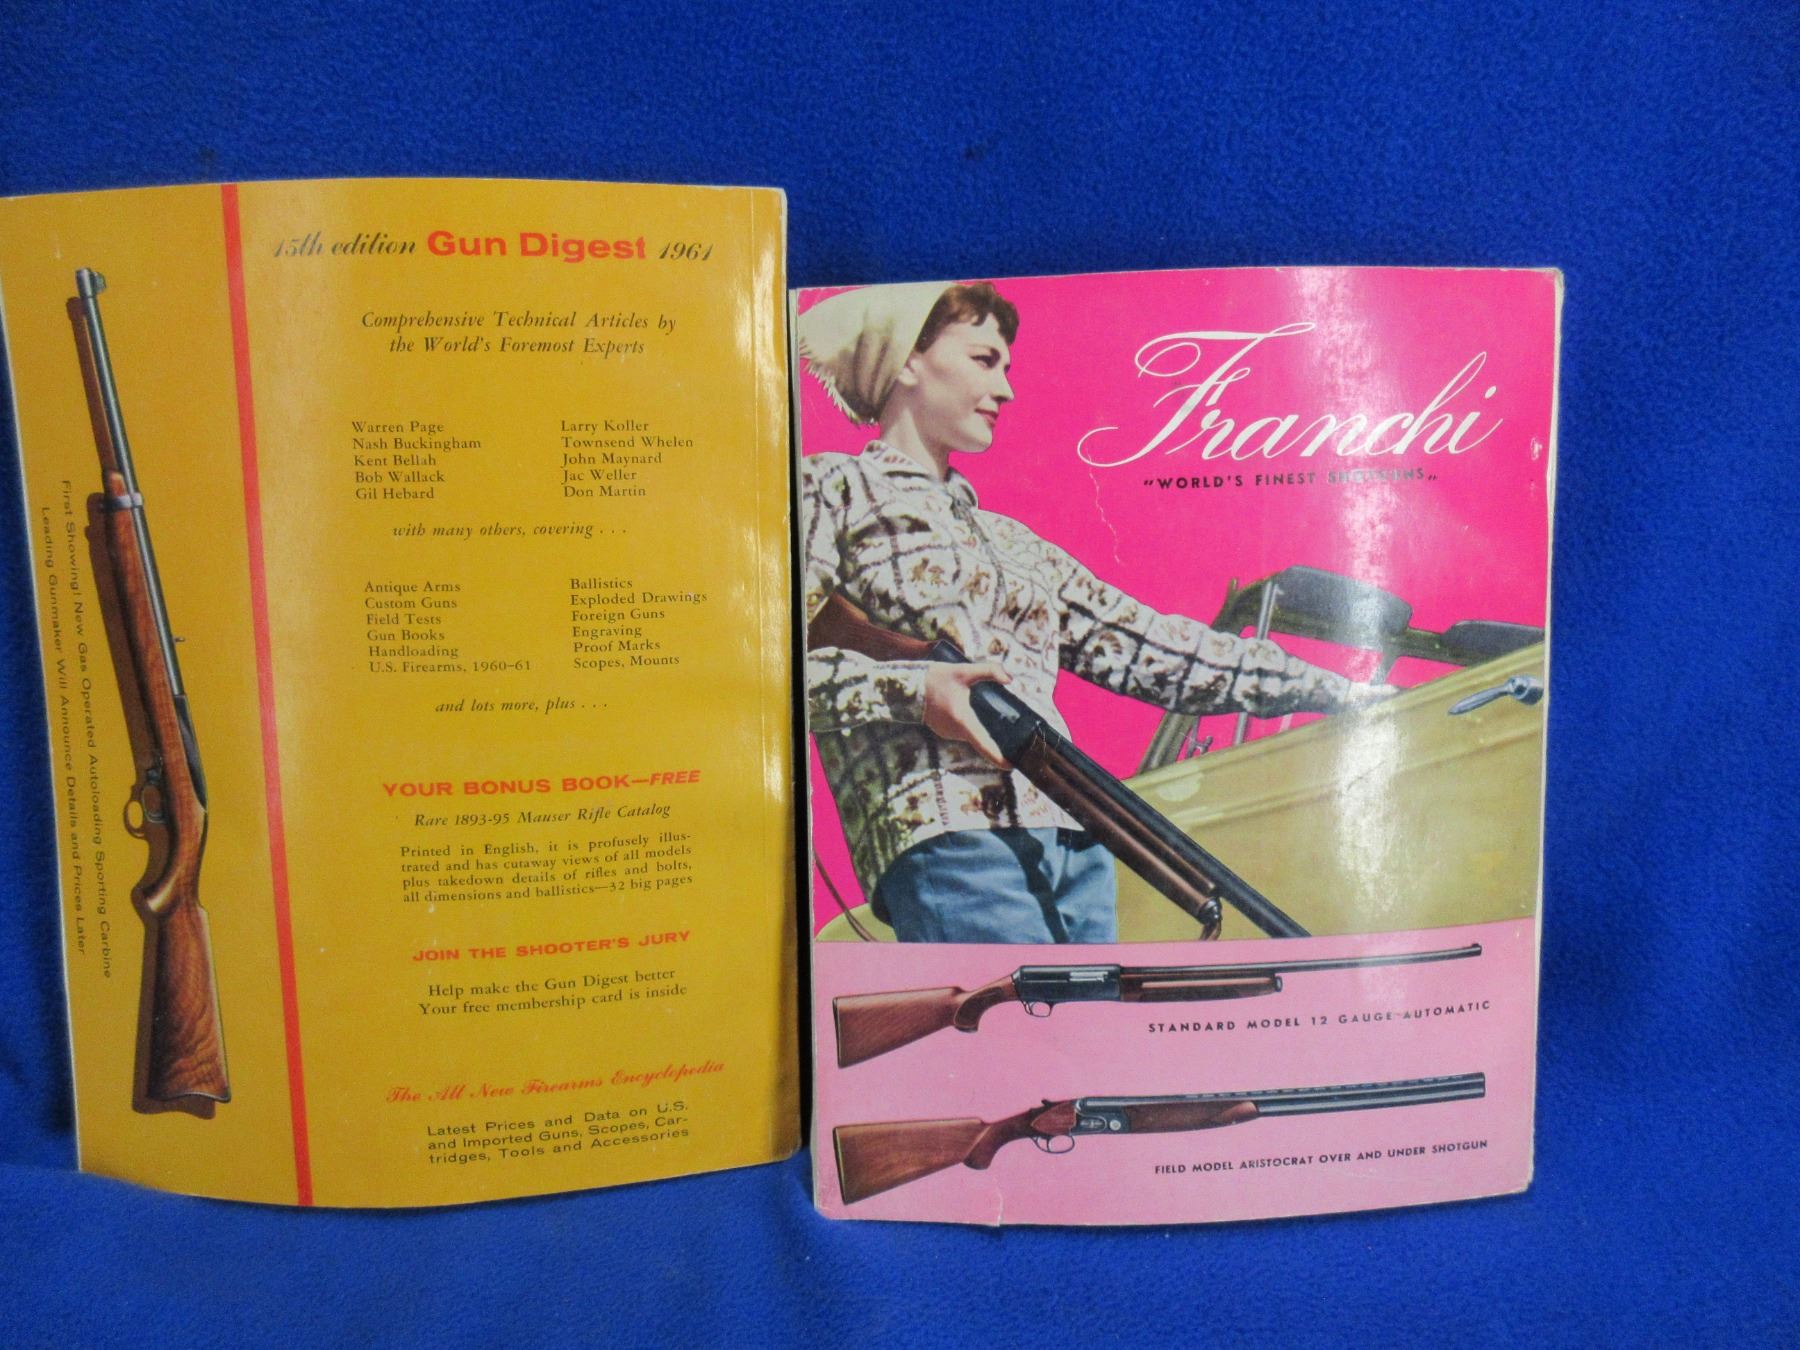 15th edition Gun Digest 1961
Comprehensive Technical Articles by
the World's Foremost Experts
Warren Page
Nash Buckingham
Kent Bellah
Bob Wallack
Gil Hebard
Larry Koller
Townsend Whelen
John Maynard
Jac Weller
Don Martin
with many others, covering . . .
Antique Arms
Custom Guns
Field Tests
Gun Books
Handloading
U.S. Firearms, 1960-61
Ballistics
Exploded Drawings
Foreign Guns
Engraving
Proof Marks
Scopes, Mounts
and lots more, plus . . .
YOUR BONUS BOOK—FREE
Rare 1893-95 Mauser Rifle Catalog
Printed in English, it is profusely illus-
trated and has cutaway views of all models
plus takedown details of rifles and bolts,
all dimensions and ballistics—32 big pages
JOIN THE SHOOTER'S JURY
Help make the Gun Digest better
Your free membership card is inside
The All New Firearms Encyclopedia
Latest Prices and Data on U.S.
and Imported Guns, Scopes, Car-
tridges, Tools and Accessories
First Showing! New Gas Operated Autoloading Sporting Carbine
Leading Gunmaker Will Announce Details and Prices Later
Franchi
"WORLD'S FINEST SHOTGUNS"
STANDARD MODEL 12 GAUGE AUTOMATIC
FIELD MODEL ARISTOCRAT OVER AND UNDER SHOTGUN